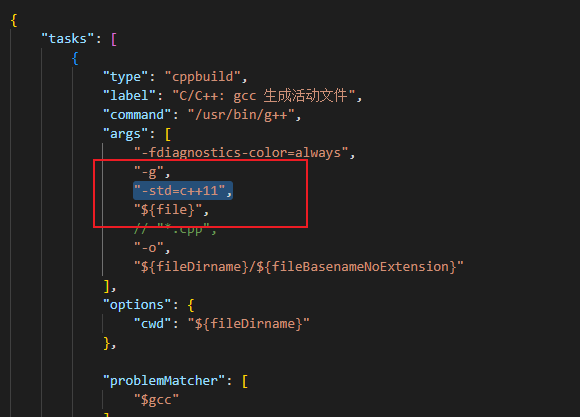 {
"tasks": [
{
"type": "cppbuild",
"label": "C/C++: gcc 生成活动文件",
"command": "/usr/bin/g++",
"args": [
"-fdiagnostics-color=always",
"-g",
"-std=c++11",
"${file}",
// "*.cpp",
"-o",
"${fileDirname}/${fileBasenameNoExtension}"
],
"options": {
"cwd": "${fileDirname}"
},
"problemMatcher": [
"$gcc"